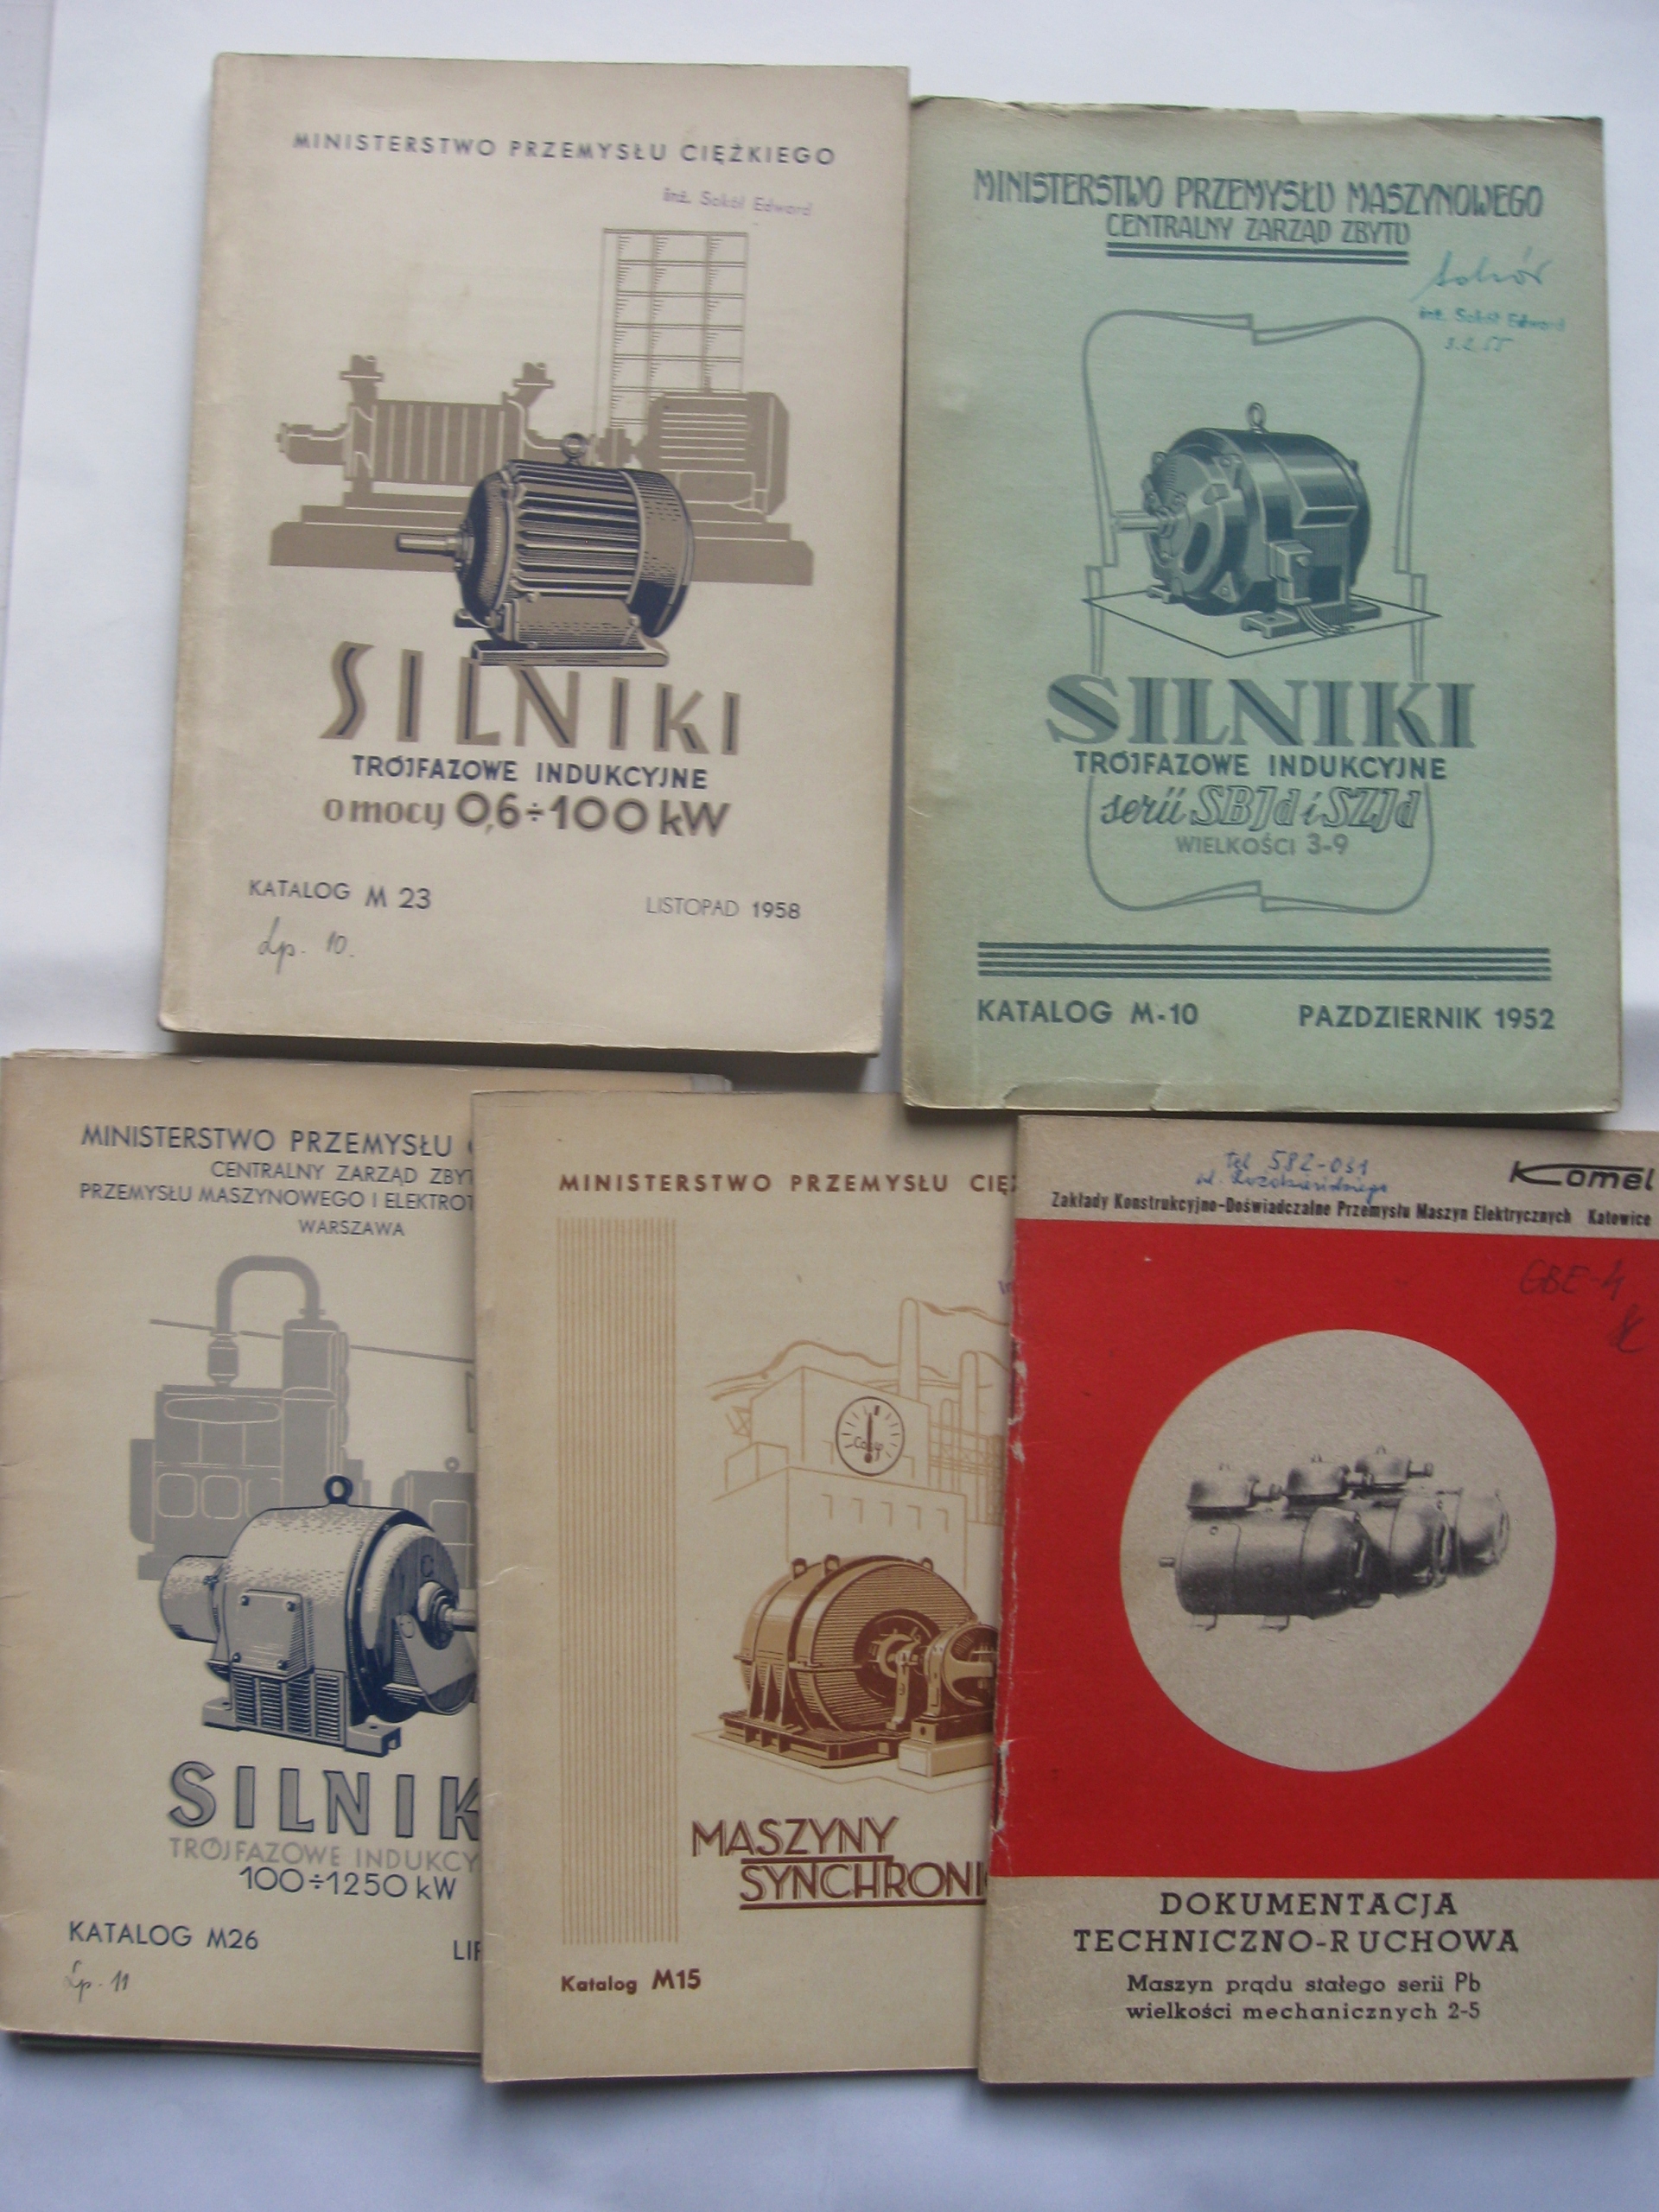 MINISTERSTWO PRZEMYSŁU CIĘŻKIEGO
inż. Sokół Edward
SILNIKI
TRÓJFAZOWE INDUKCYJNE
o mocy 0,6÷100 kW
KATALOG M 23
LISTOPAD 1958
Lp. 10.
MINISTERSTWO PRZEMYSŁU MASZYNOWEGO
CENTRALNY ZARZĄD ZBYTU
inż. Sokół Edward
SILNIKI
TRÓJFAZOWE INDUKCYJNE
serii SBJd i SZJd
WIELKOŚCI 3-9
KATALOG M-10
PAZDZIERNIK 1952
MINISTERSTWO PRZEMYSŁU
CENTRALNY ZARZĄD ZBYT
PRZEMYSŁU MASZYNOWEGO I ELEKTROT
WARSZAWA
SILNIK
TRÓJFAZOWE INDUKCY
100÷1250 kW
KATALOG M26
LIP
Lp. 11
MINISTERSTWO PRZEMYSŁU CIĘŻ
MASZYNY
SYNCHRONI
Katalog M15
tel 582-031
Komel
Zakłady Konstrukcyjno-Doświadczalne Przemysłu Maszyn Elektrycznych Katowice
GBE-4
DOKUMENTACJA
TECHNICZNO-RUCHOWA
Maszyn prądu stałego serii Pb
wielkości mechanicznych 2-5